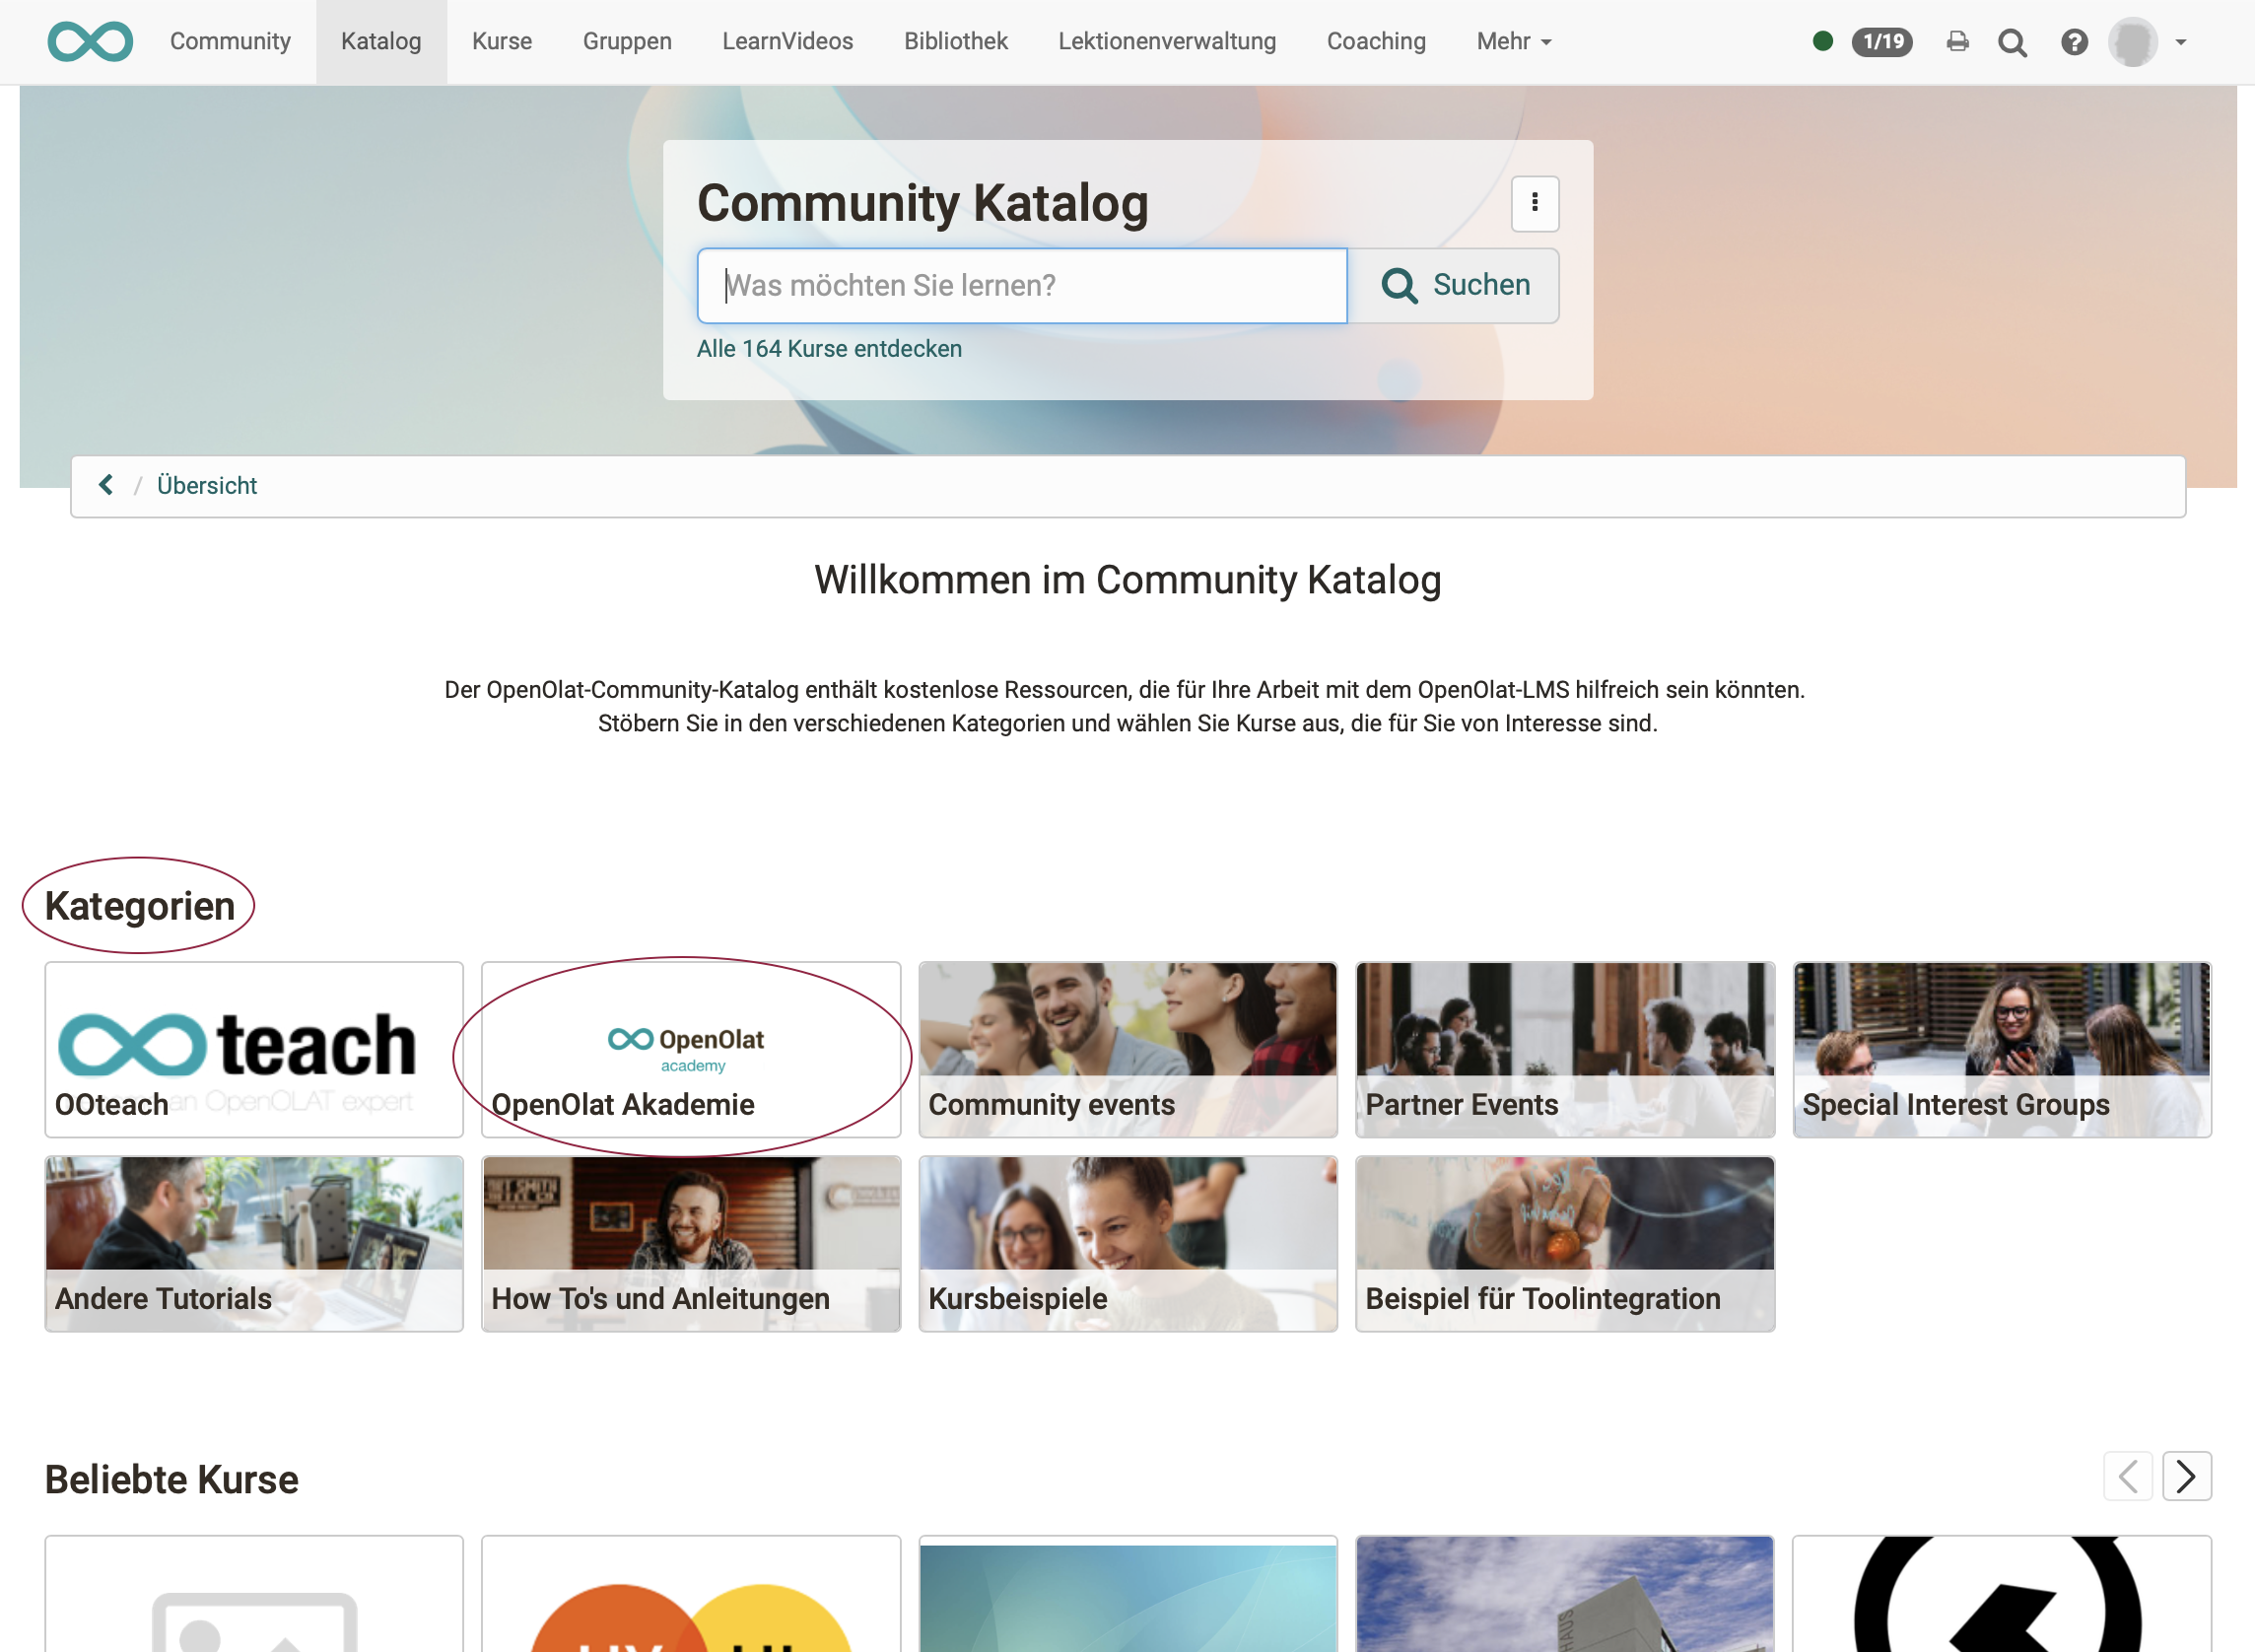 Community Katalog Kurse Gruppen LearnVideos Bibliothek Lektionenverwaltung Coaching Mehr 1/19
Community Katalog
Was möchten Sie lernen? Suchen
Alle 164 Kurse entdecken
/ Übersicht
Willkommen im Community Katalog
Der OpenOlat-Community-Katalog enthält kostenlose Ressourcen, die für Ihre Arbeit mit dem OpenOlat-LMS hilfreich sein könnten.
Stöbern Sie in den verschiedenen Kategorien und wählen Sie Kurse aus, die für Sie von Interesse sind.
Kategorien
teach
an OpenOLAT expert
OOteach
OpenOlat
academy
OpenOlat Akademie
Community events
Partner Events
Special Interest Groups
Andere Tutorials
How To's und Anleitungen
Kursbeispiele
Beispiel für Toolintegration
Beliebte Kurse